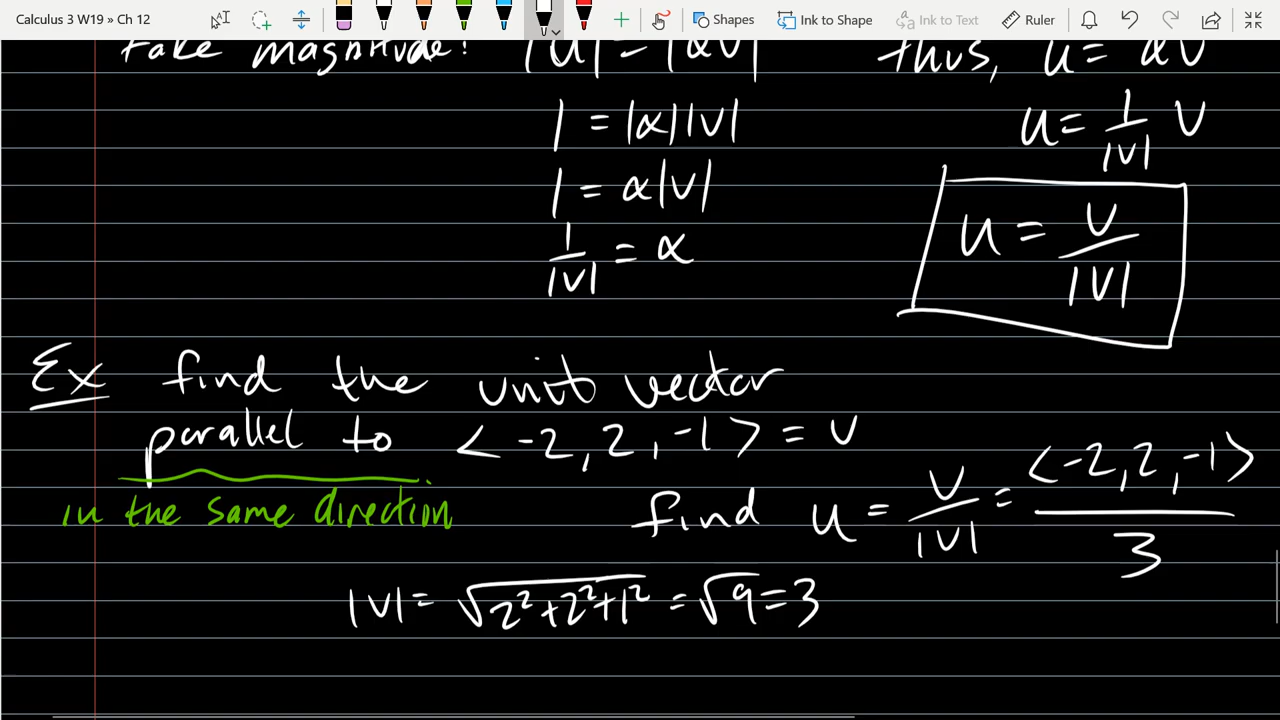 Calculus 3 W19 » Ch 12
Shapes
Ink to Shape
Ink to Text
Ruler
take magnitude: |u| = |αv|
1 = |α||v|
1 = α|v|
1/|v| = α
thus, u = αv
u = 1/|v| v
u = v/|v|
Ex find the unit vector
parallel to < -2, 2, -1 > = v
in the same direction
find u = v/|v| = <-2, 2, -1>/3
|v| = √2²+2²+1² = √9 = 3